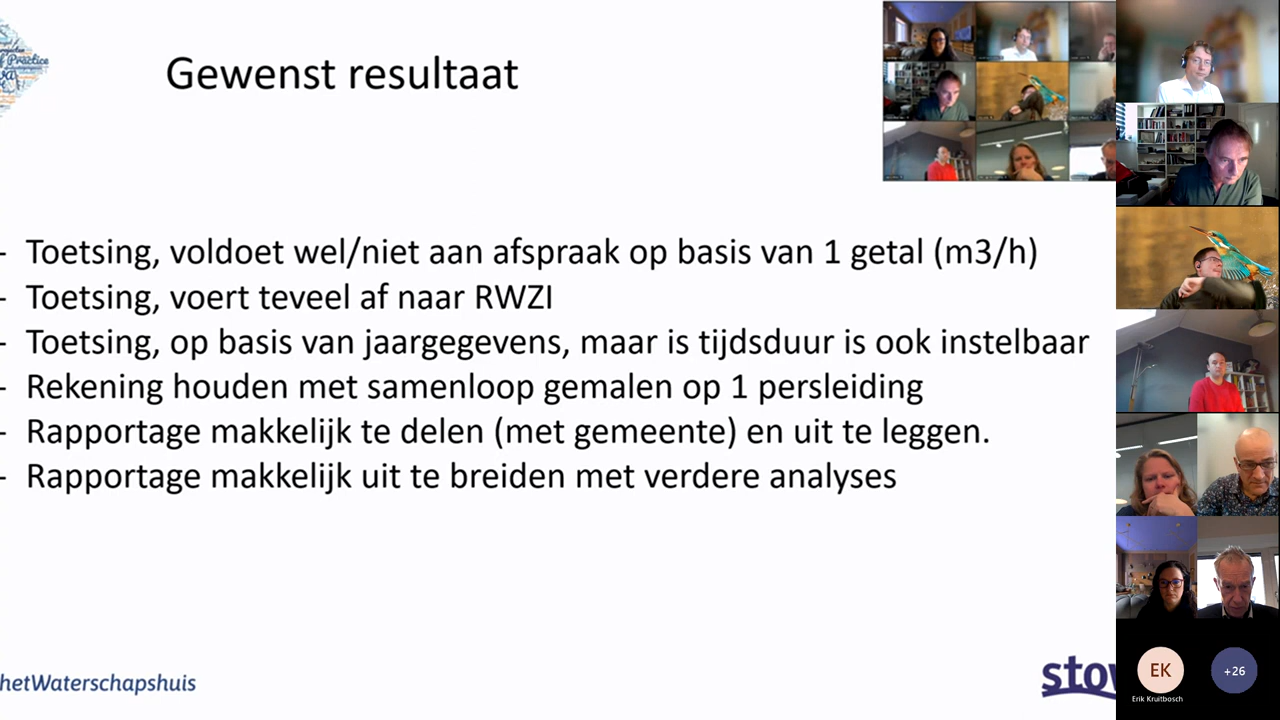 Practice
Gewenst resultaat
- Toetsing, voldoet wel/niet aan afspraak op basis van 1 getal (m3/h)
- Toetsing, voert teveel af naar RWZI
- Toetsing, op basis van jaargegevens, maar is tijdsduur is ook instelbaar
- Rekening houden met samenloop gemalen op 1 persleiding
- Rapportage makkelijk te delen (met gemeente) en uit te leggen.
- Rapportage makkelijk uit te breiden met verdere analyses
hetWaterschapshuis
stow
EK
+26
Erik Kruitbosch